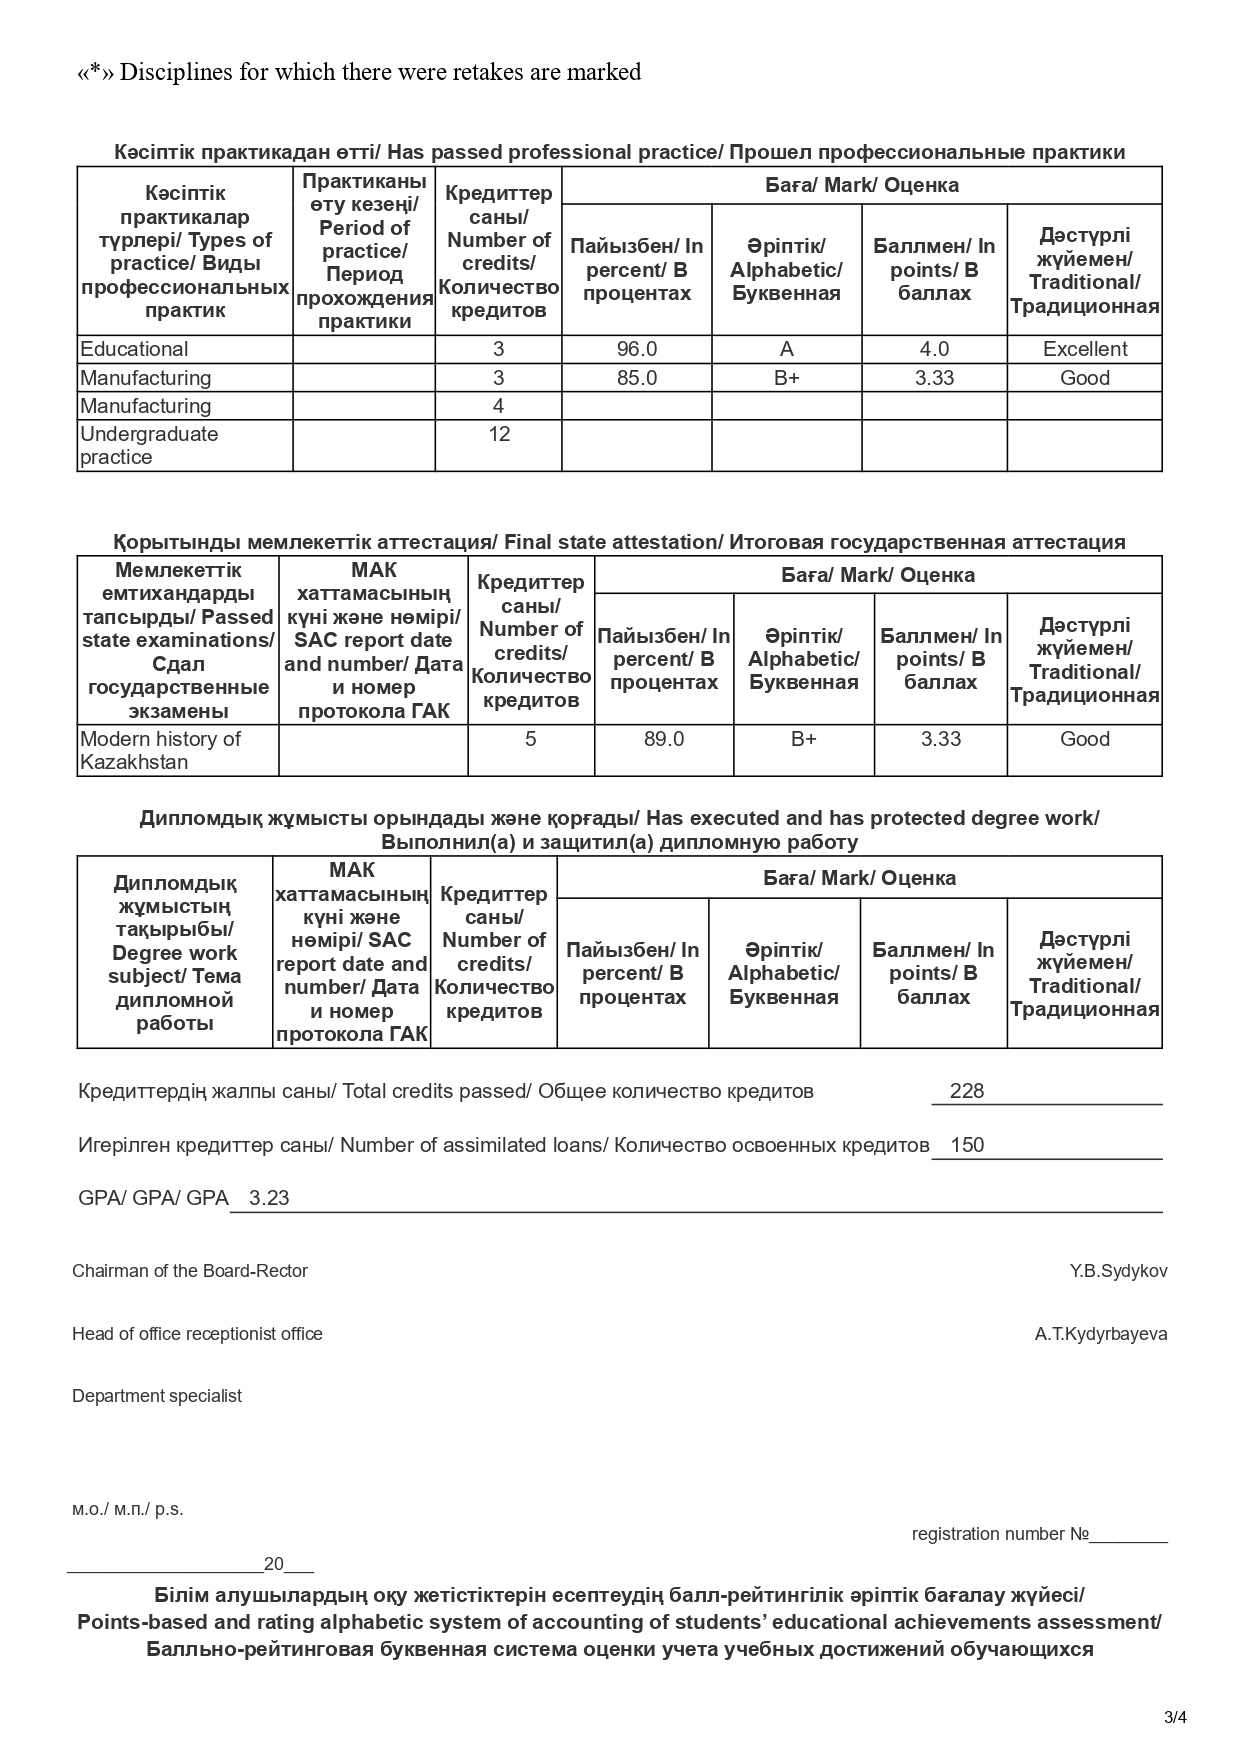 «*» Disciplines for which there were retakes are marked
Кәсіптік практикадан өтті/ Has passed professional practice/ Прошел профессиональные практики
Кәсіптік
практикалар
түрлері/ Types of
practice/ Виды
профессиональных
практик
Практиканы
өту кезеңі/
Period of
practice/
Период
прохождения
практики
Кредиттер
саны/
Number of
credits/
Количество
кредитов
Баға/ Mark/ Оценка
Пайызбен/ In
percent/ В
процентах
Әріптік/
Alphabetic/
Буквенная
Баллмен/ In
points/ В
баллах
Дәстүрлі
жүйемен/
Traditional/
Традиционная
Educational 3 96.0 A 4.0 Excellent
Manufacturing 3 85.0 B+ 3.33 Good
Manufacturing 4
Undergraduate 12
practice
Қорытынды мемлекеттік аттестация/ Final state attestation/ Итоговая государственная аттестация
Мемлекеттік
емтихандарды
тапсырды/ Passed
state examinations/
Сдал
государственные
экзамены
МАК
хаттамасының
күні және нөмірі/
SAC report date
and number/ Дата
и номер
протокола ГАК
Кредиттер
саны/
Number of
credits/
Количество
кредитов
Баға/ Mark/ Оценка
Пайызбен/ In
percent/ В
процентах
Әріптік/
Alphabetic/
Буквенная
Баллмен/ In
points/ В
баллах
Дәстүрлі
жүйемен/
Traditional/
Традиционная
Modern history of 5 89.0 B+ 3.33 Good
Kazakhstan
Дипломдық жұмысты орындады және қорғады/ Has executed and has protected degree work/
Выполнил(а) и защитил(а) дипломную работу
Дипломдық
жұмыстың
тақырыбы/
Degree work
subject/ Тема
дипломной
работы
МАК
хаттамасының
күні және
нөмірі/ SAC
report date and
number/ Дата
и номер
протокола ГАК
Кредиттер
саны/
Number of
credits/
Количество
кредитов
Баға/ Mark/ Оценка
Пайызбен/ In
percent/ В
процентах
Әріптік/
Alphabetic/
Буквенная
Баллмен/ In
points/ В
баллах
Дәстүрлі
жүйемен/
Traditional/
Традиционная
Кредиттердің жалпы саны/ Total credits passed/ Общее количество кредитов 228
Игерілген кредиттер саны/ Number of assimilated loans/ Количество освоенных кредитов 150
GPA/ GPA/ GPA 3.23
Chairman of the Board-Rector Y.B.Sydykov
Head of office receptionist office A.T.Kydyrbayeva
Department specialist
м.о./ м.п./ p.s.
registration number №________
____________________20___
Білім алушылардың оқу жетістіктерін есептеудің балл-рейтингілік әріптік бағалау жүйесі/
Points-based and rating alphabetic system of accounting of students’ educational achievements assessment/
Балльно-рейтинговая буквенная система оценки учета учебных достижений обучающихся
3/4